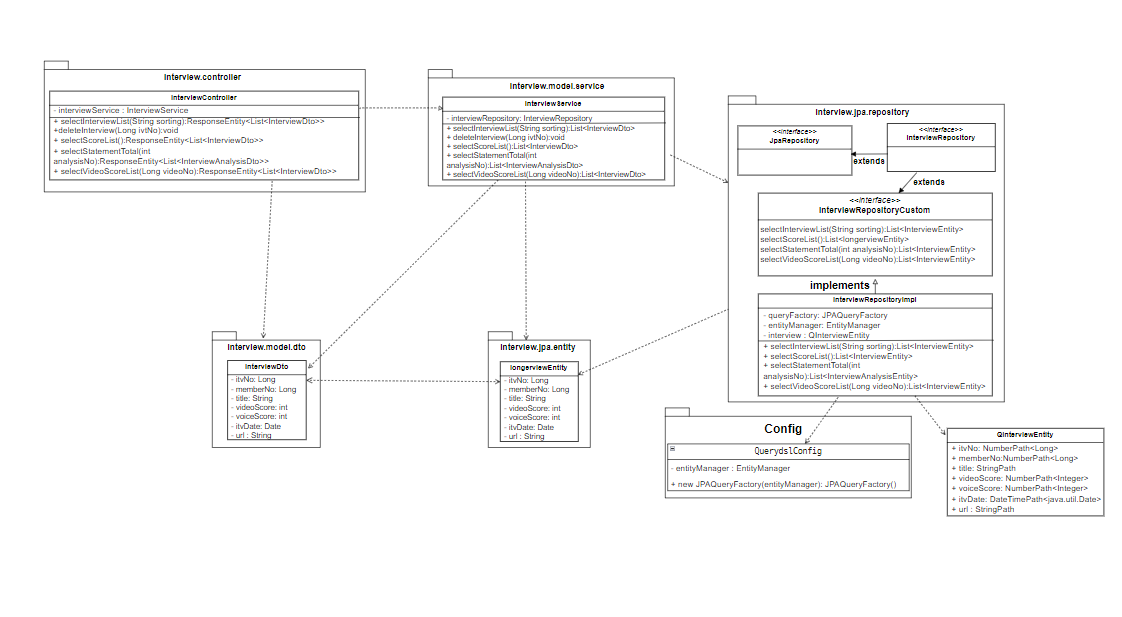 Interview.controller
InterviewController
- interviewService : InterviewService
+ selectInterviewList(String sorting):ResponseEntity<List<InterviewDto>>
+deleteInterview(Long ivtNo):void
+ selectScoreList():ResponseEntity<List<InterviewDto>>
+ selectStatementTotal(int
analysisNo):ResponseEntity<List<InterviewAnalysisDto>>
+ selectVideoScoreList(Long videoNo):ResponseEntity<List<InterviewDto>>
Interview.model.service
InterviewService
- interviewRepository: InterviewRepository
+ selectInterviewList(String sorting):List<InterviewDto>
+ deleteInterview(Long ivtNo):void
+ selectScoreList():List<InterviewDto>
+ selectStatementTotal(int
analysisNo):List<InterviewAnalysisDto>
+ selectVideoScoreList(Long videoNo):List<InterviewDto>
Interview.jpa.repository
<<interface>>
JpaRepository
<<interface>>
InterviewRepository
extends
extends
<<interface>>
InterviewRepositoryCustom
selectInterviewList(String sorting):List<InterviewEntity>
selectScoreList():List<longerviewEntity>
selectStatementTotal(int analysisNo):List<InterviewEntity>
selectVideoScoreList(Long videoNo):List<InterviewEntity>
implements
InterviewRepositoryImpl
- queryFactory: JPAQueryFactory
- entityManager: EntityManager
- interview : QInterviewEntity
+ selectInterviewList(String sorting):List<InterviewEntity>
+ selectScoreList():List<InterviewEntity>
+ selectStatementTotal(int
analysisNo):List<InterviewAnalysisEntity>
+ selectVideoScoreList(Long videoNo):List<InterviewEntity>
Interview.model.dto
InterviewDto
- itvNo: Long
- memberNo: Long
- title: String
- videoScore: int
- voiceScore: int
- itvDate: Date
- url : String
Interview.jpa.entity
longerviewEntity
- itvNo: Long
- memberNo: Long
- title: String
- videoScore: int
- voiceScore: int
- itvDate: Date
- url : String
Config
QuerydslConfig
- entityManager : EntityManager
+ new JPAQueryFactory(entityManager): JPAQueryFactory()
QInterviewEntity
+ itvNo: NumberPath<Long>
+ memberNo:NumberPath<Long>
+ title: StringPath
+ videoScore: NumberPath<Integer>
+ voiceScore: NumberPath<Integer>
+ itvDate: DateTimePath<java.util.Date>
+ url : StringPath